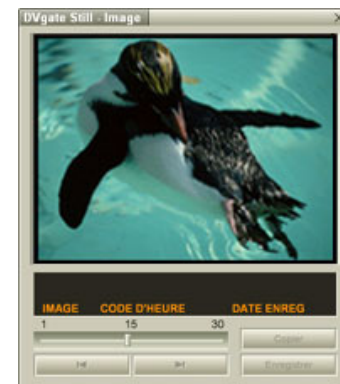 DVgate Still - Image
IMAGE CODE D'HEURE DATE ENREG
1 15 30
Copier
Enregistrer